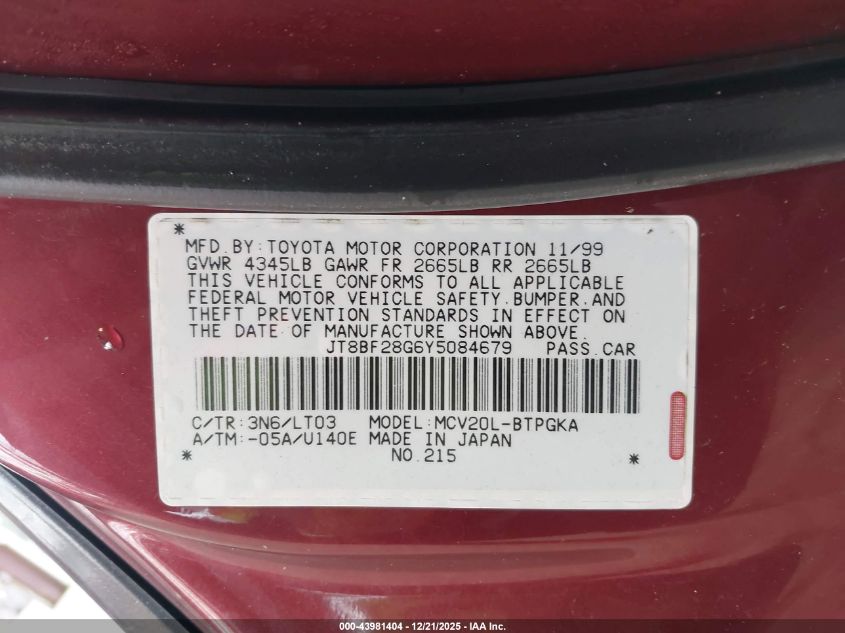 *
MFD.BY:TOYOTA MOTOR CORPORATION 11/99
GVWR 4345LB GAWR FR 2665LB RR 2665LB
THIS VEHICLE CONFORMS TO ALL APPLICABLE
FEDERAL MOTOR VEHICLE SAFETY,BUMPER,AND
THEFT PREVENTION STANDARDS IN EFFECT ON
THE DATE OF MANUFACTURE SHOWN ABOVE.
JT8BF28G6Y5084679 PASS.CAR
C/TR:3N6/LT03 MODEL:MCV20L-BTPGKA
A/TM:-05A/U140E MADE IN JAPAN
* NO.215 *
000-43981404 - 12/21/2025 - IAA Inc.